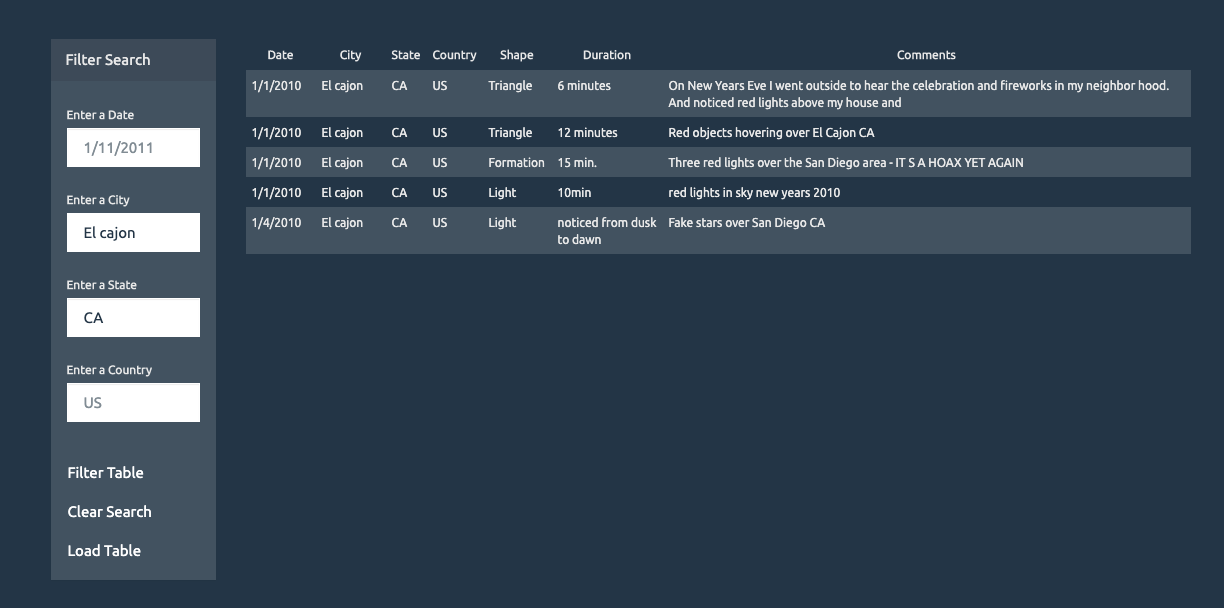 Filter Search
Enter a Date
1/11/2011
Enter a City
El cajon
Enter a State
CA
Enter a Country
US
Filter Table
Clear Search
Load Table
Date City State Country Shape Duration Comments
1/1/2010 El cajon CA US Triangle 6 minutes On New Years Eve I went outside to hear the celebration and fireworks in my neighbor hood.
And noticed red lights above my house and
1/1/2010 El cajon CA US Triangle 12 minutes Red objects hovering over El Cajon CA
1/1/2010 El cajon CA US Formation 15 min. Three red lights over the San Diego area - IT S A HOAX YET AGAIN
1/1/2010 El cajon CA US Light 10min red lights in sky new years 2010
1/4/2010 El cajon CA US Light noticed from dusk Fake stars over San Diego CA
to dawn